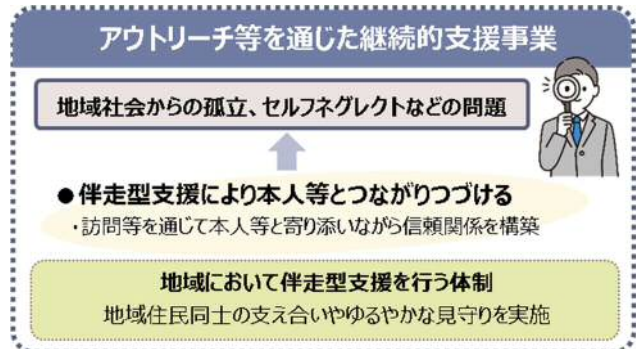 アウトリーチ等を通じた継続的支援事業
地域社会からの孤立、セルフネグレクトなどの問題
●伴走型支援により本人等とつながりつづける
・訪問等を通じて本人等と寄り添いながら信頼関係を構築
地域において伴走型支援を行う体制
地域住民同士の支え合いやゆるやかな見守りを実施